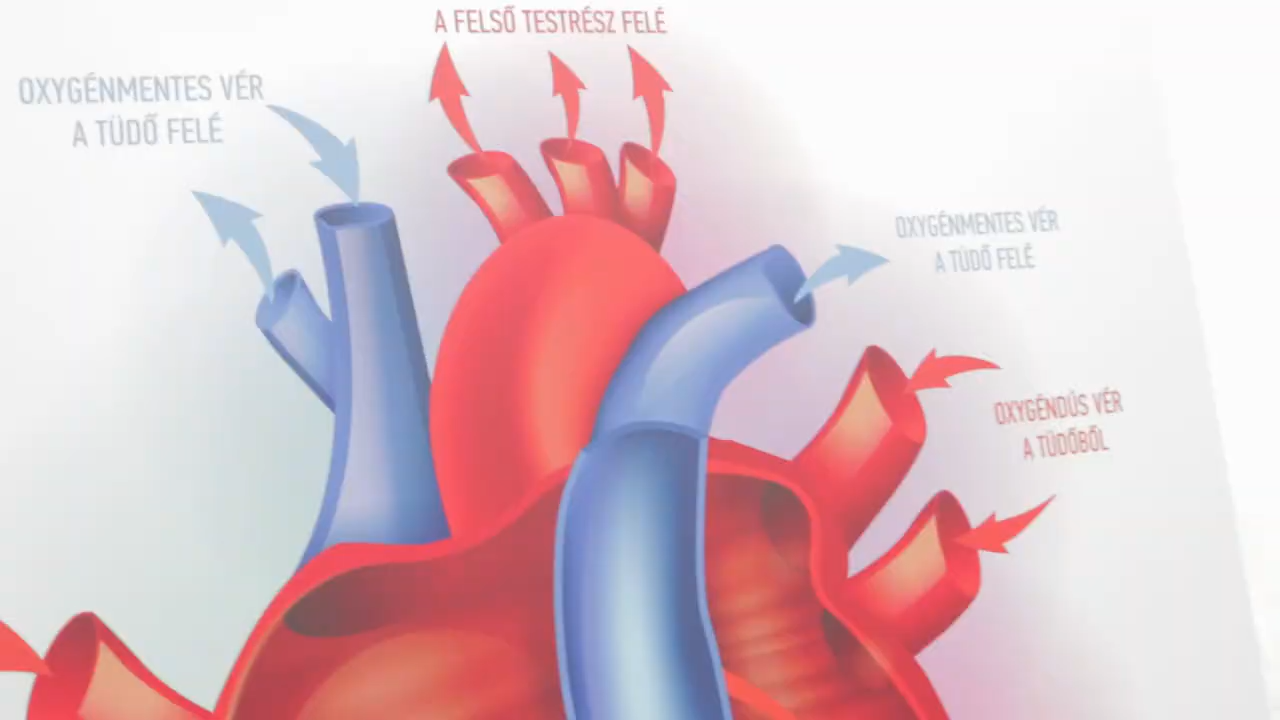 A FELSŐ TESTRÉSZ FELÉ
OXYGÉNMENTES VÉR
A TÜDŐ FELÉ
OXYGÉNMENTES VÉR
A TÜDŐ FELÉ
OXYGÉNDÚS VÉR
A TÜDŐBŐL